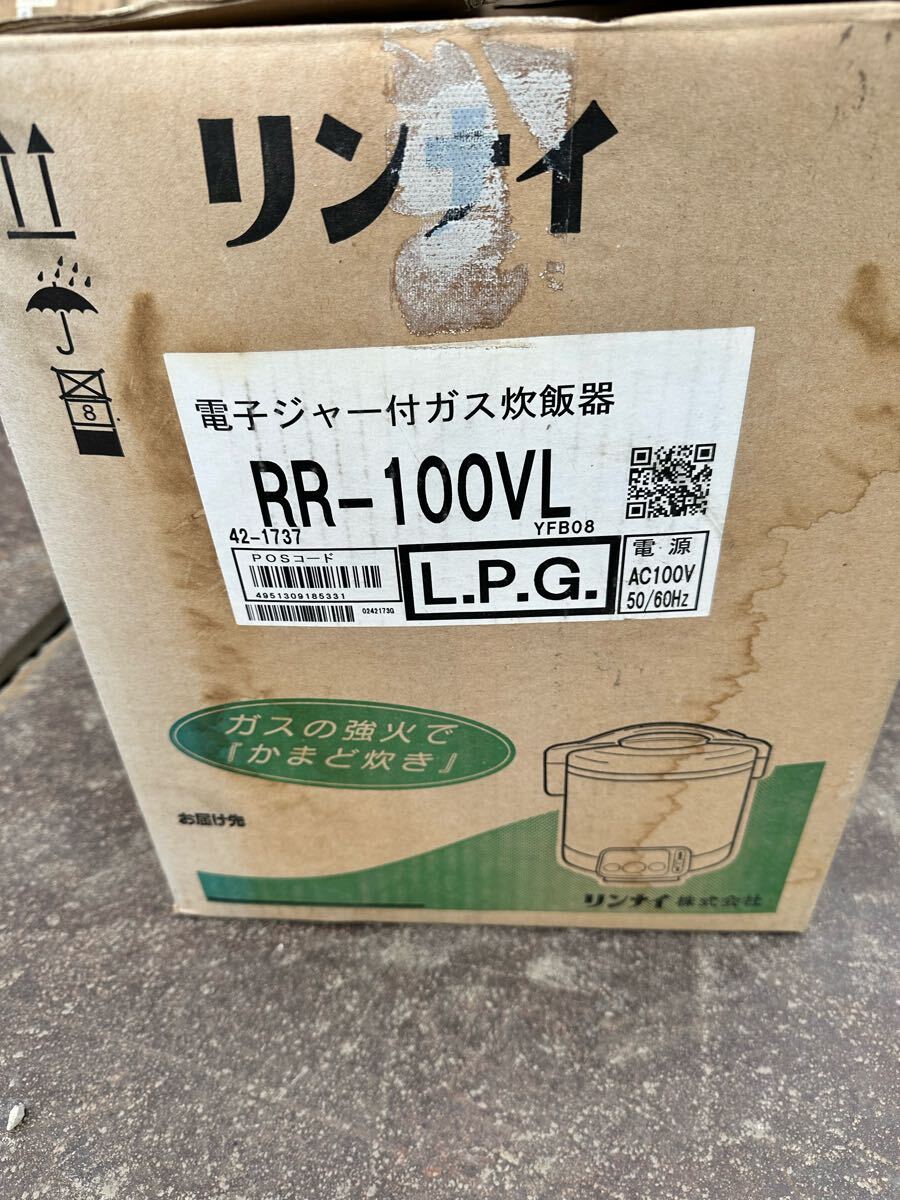 リンナイ
8
電子ジャー付ガス炊飯器
RR-100VL
42-1737
YFB08
POSコード
4951309185331
02421730
L.P.G.
電源
AC100V
50/60Hz
ガスの強火で
『かまど炊き』
お届け先
リンナイ株式会社